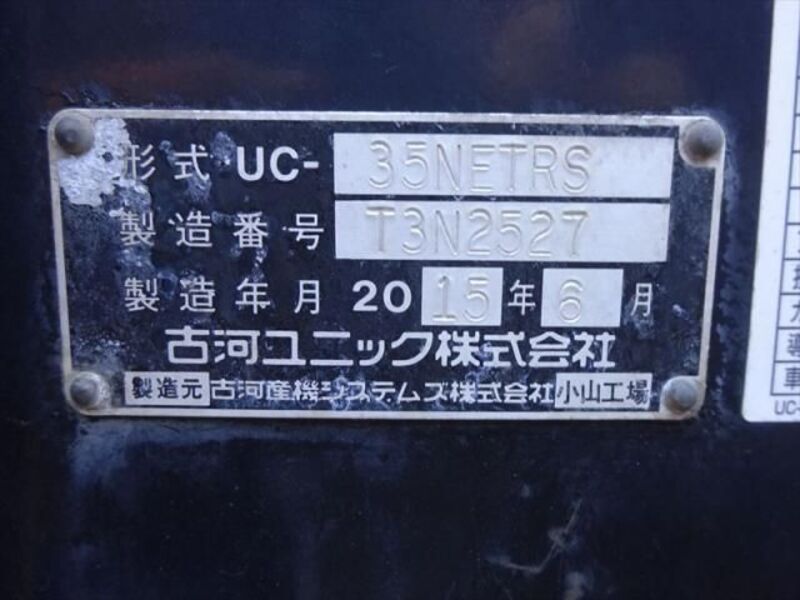 形式 UC- 35NETRS
製造番号 T3N2527
製造年月 2015年6月
古河ユニック株式会社
製造元 古河産機システムズ株式会社 小山工場
車
UC-